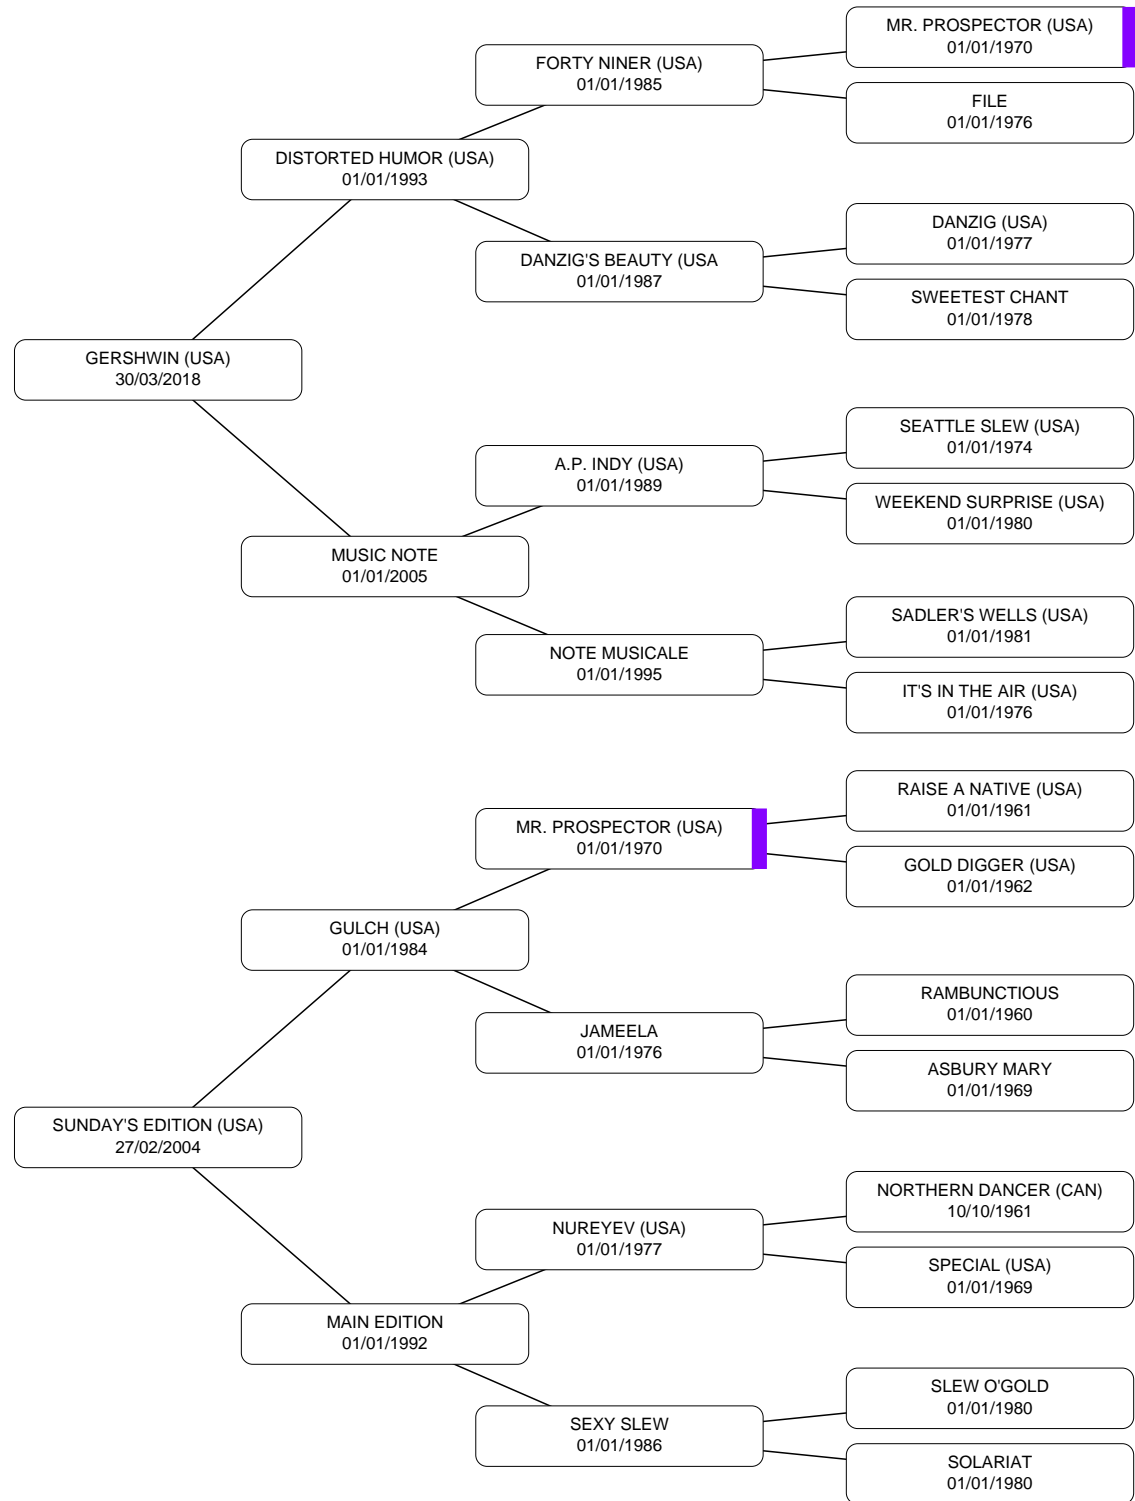 MR. PROSPECTOR (USA)
01/01/1970
FORTY NINER (USA)
01/01/1985
FILE
01/01/1976
DISTORTED HUMOR (USA)
01/01/1993
DANZIG (USA)
01/01/1977
DANZIG'S BEAUTY (USA
01/01/1987
SWEETEST CHANT
01/01/1978
GERSHWIN (USA)
30/03/2018
SEATTLE SLEW (USA)
01/01/1974
A.P. INDY (USA)
01/01/1989
WEEKEND SURPRISE (USA)
01/01/1980
MUSIC NOTE
01/01/2005
SADLER'S WELLS (USA)
01/01/1981
NOTE MUSICALE
01/01/1995
IT'S IN THE AIR (USA)
01/01/1976
RAISE A NATIVE (USA)
01/01/1961
MR. PROSPECTOR (USA)
01/01/1970
GOLD DIGGER (USA)
01/01/1962
GULCH (USA)
01/01/1984
RAMBUNCTIOUS
01/01/1960
JAMEELA
01/01/1976
ASBURY MARY
01/01/1969
SUNDAY'S EDITION (USA)
27/02/2004
NORTHERN DANCER (CAN)
10/10/1961
NUREYEV (USA)
01/01/1977
SPECIAL (USA)
01/01/1969
MAIN EDITION
01/01/1992
SLEW O'GOLD
01/01/1980
SEXY SLEW
01/01/1986
SOLARIAT
01/01/1980